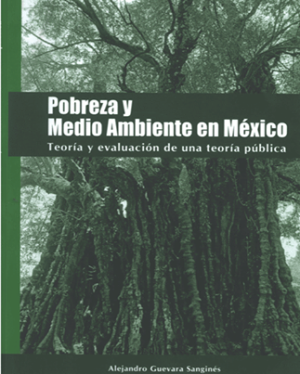 Pobreza y
Medio Ambiente en México
Teoría y evaluación de una teoría pública
Alejandro Guevara Sanginés